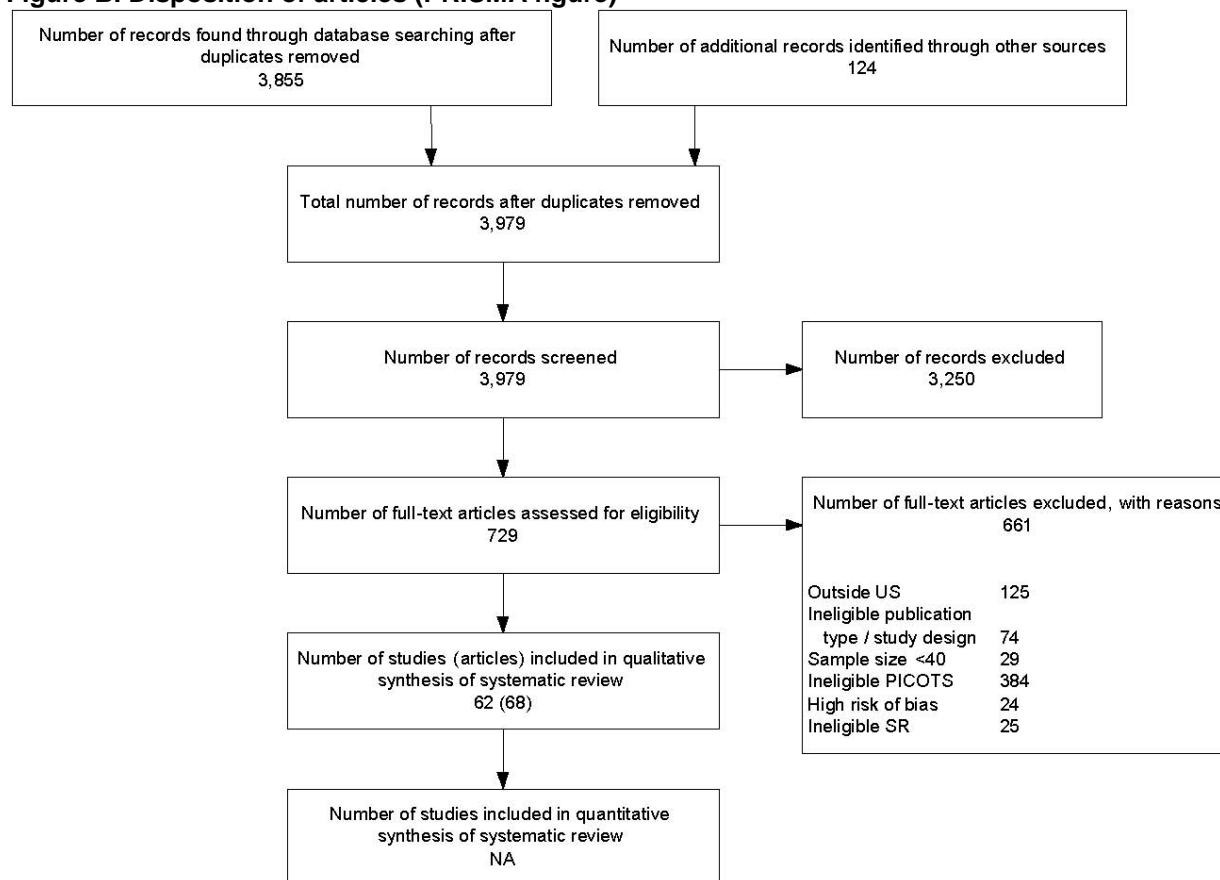 Figure B. Disposition of articles (PRISMA figure)
Number of records found through database searching after
duplicates removed
3,855
Number of additional records identified through other sources
124
Total number of records after duplicates removed
3,979
Number of records screened
3,979
Number of records excluded
3,250
Number of full-text articles assessed for eligibility
729
Number of full-text articles excluded, with reasons
661
Outside US 125
Ineligible publication
type / study design 74
Sample size <40 29
Ineligible PICOTS 384
High risk of bias 24
Ineligible SR 25
Number of studies (articles) included in qualitative
synthesis of systematic review
62 (68)
Number of studies included in quantitative
synthesis of systematic review
NA